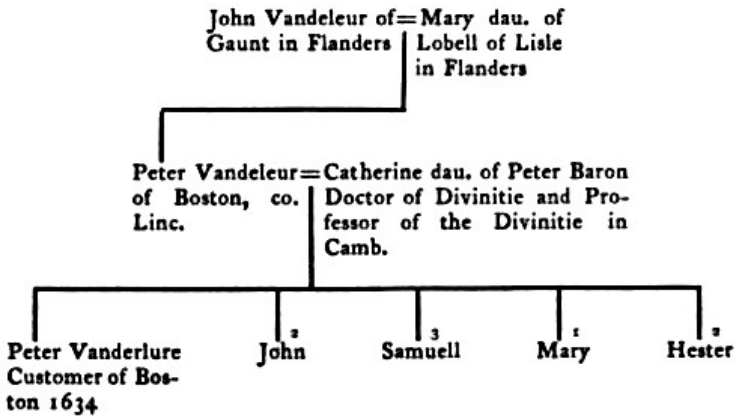 John Vandeleur of = Mary dau. of
Gaunt in Flanders Lobell of Lisle
in Flanders
Peter Vandeleur = Catherine dau. of Peter Baron
of Boston, co. Doctor of Divinitie and Pro-
Linc. fessor of the Divinitie in
Camb.
2 3 1 2
Peter Vanderlure John Samuell Mary Hester
Customer of Bos-
ton 1634